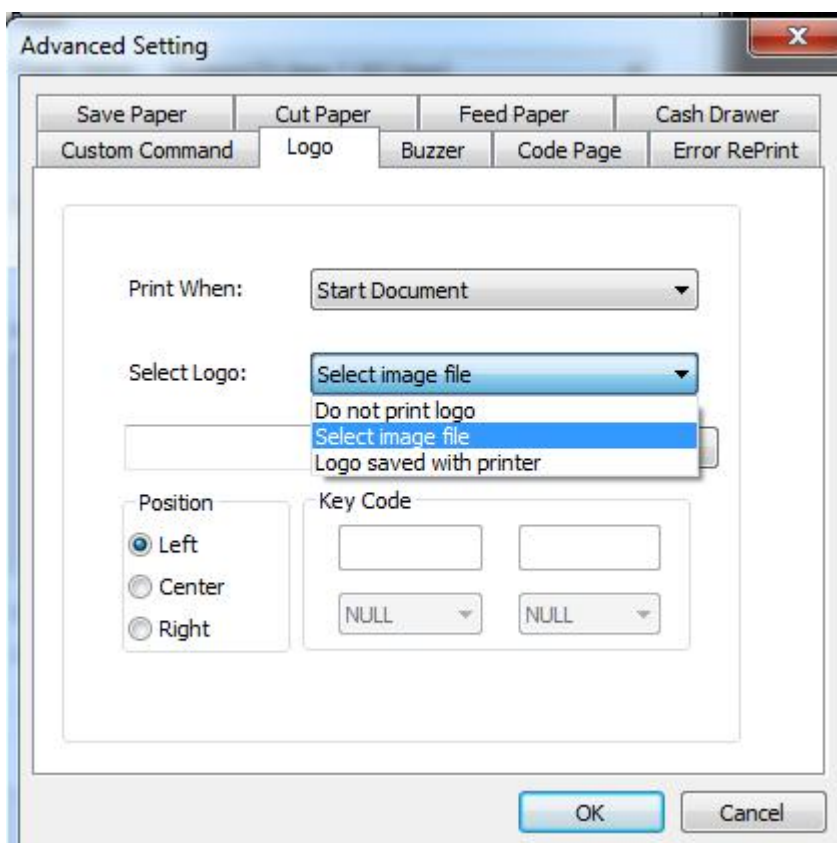 Advanced Setting
Save Paper Cut Paper Feed Paper Cash Drawer
Custom Command Logo Buzzer Code Page Error RePrint
Print When: Start Document
Select Logo: Select image file
Do not print logo
Select image file
Logo saved with printer
Position Key Code
Left
Center
NULL NULL
Right
OK Cancel